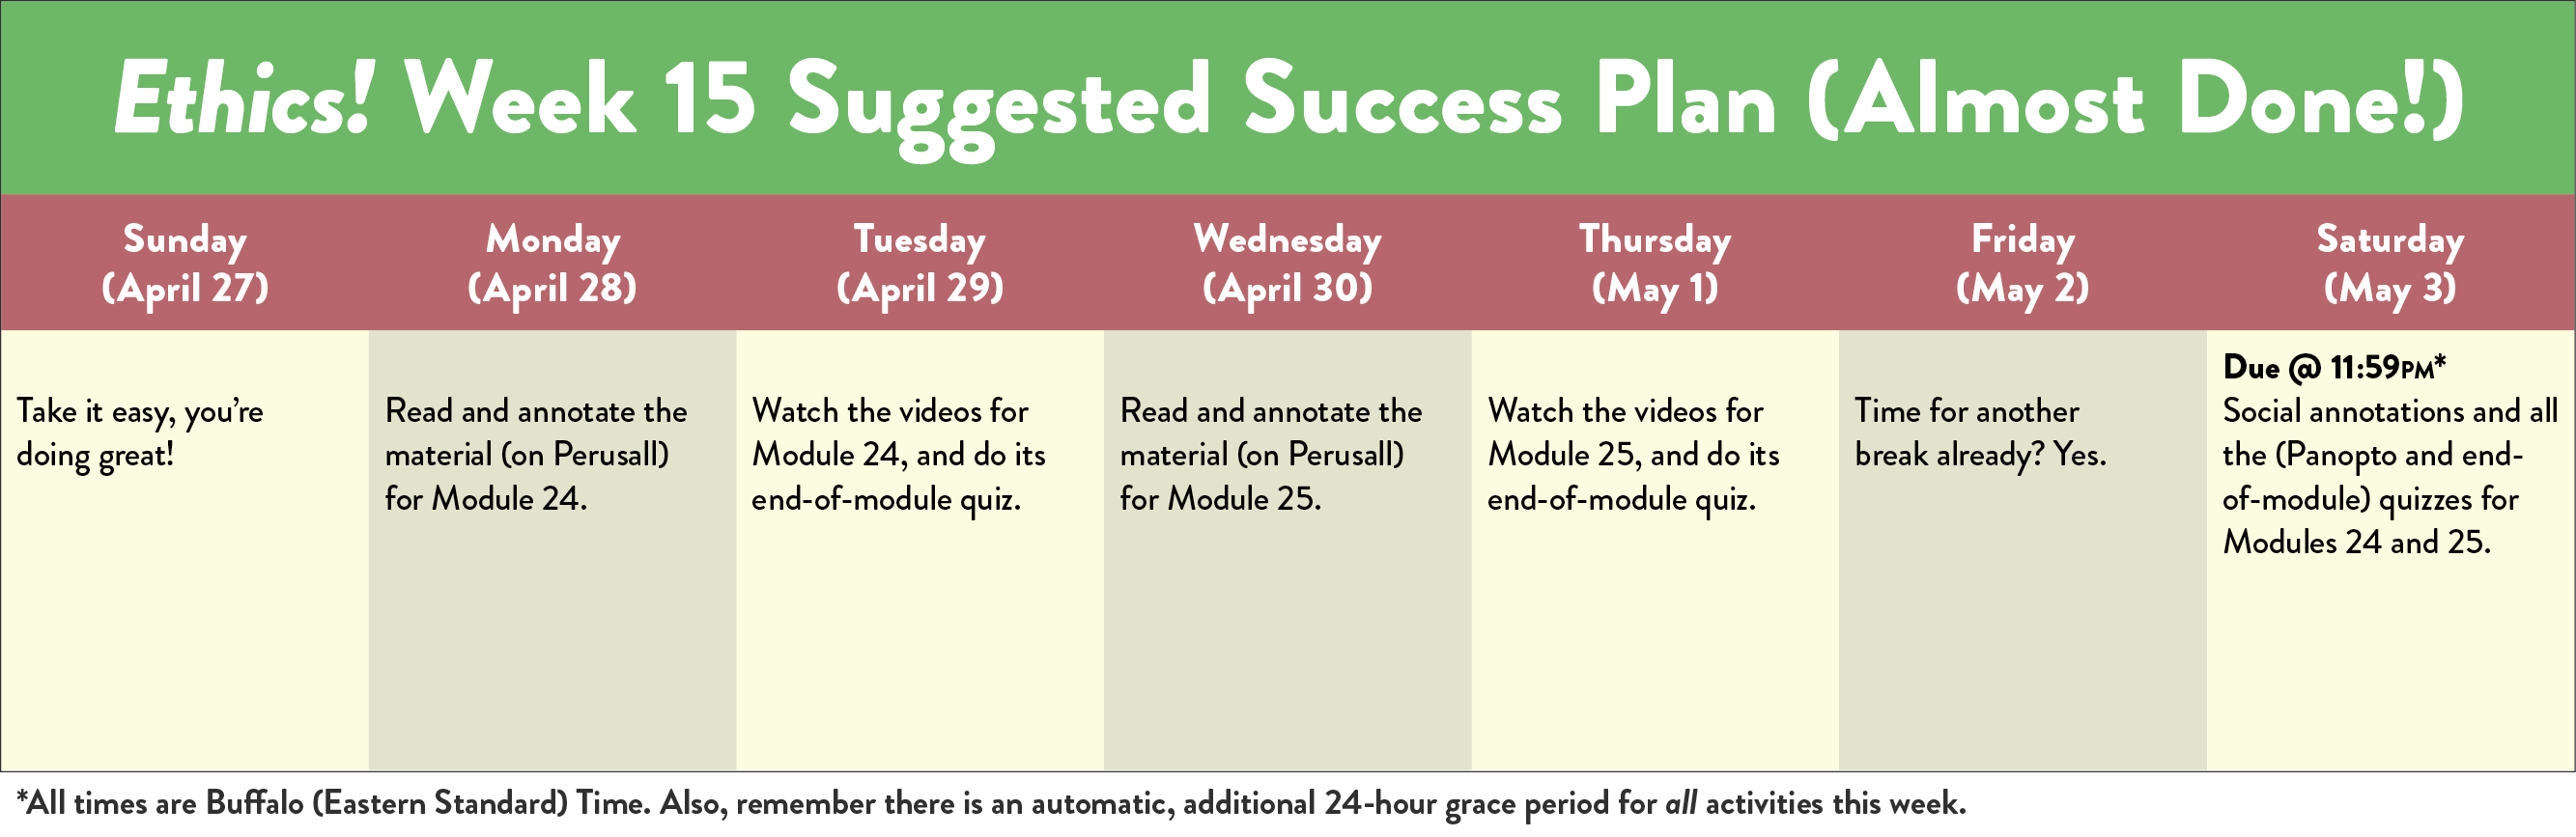 Ethics! Week 15 Suggested Success Plan (Almost Done!)
Sunday
(April 27)
Monday
(April 28)
Tuesday
(April 29)
Wednesday
(April 30)
Thursday
(May 1)
Friday
(May 2)
Saturday
(May 3)
Take it easy, you’re
doing great!
Read and annotate the
material (on Perusall)
for Module 24.
Watch the videos for
Module 24, and do its
end-of-module quiz.
Read and annotate the
material (on Perusall)
for Module 25.
Watch the videos for
Module 25, and do its
end-of-module quiz.
Time for another
break already? Yes.
Due @ 11:59PM*
Social annotations and all
the (Panopto and end-
of-module) quizzes for
Modules 24 and 25.
*All times are Buffalo (Eastern Standard) Time. Also, remember there is an automatic, additional 24-hour grace period for all activities this week.